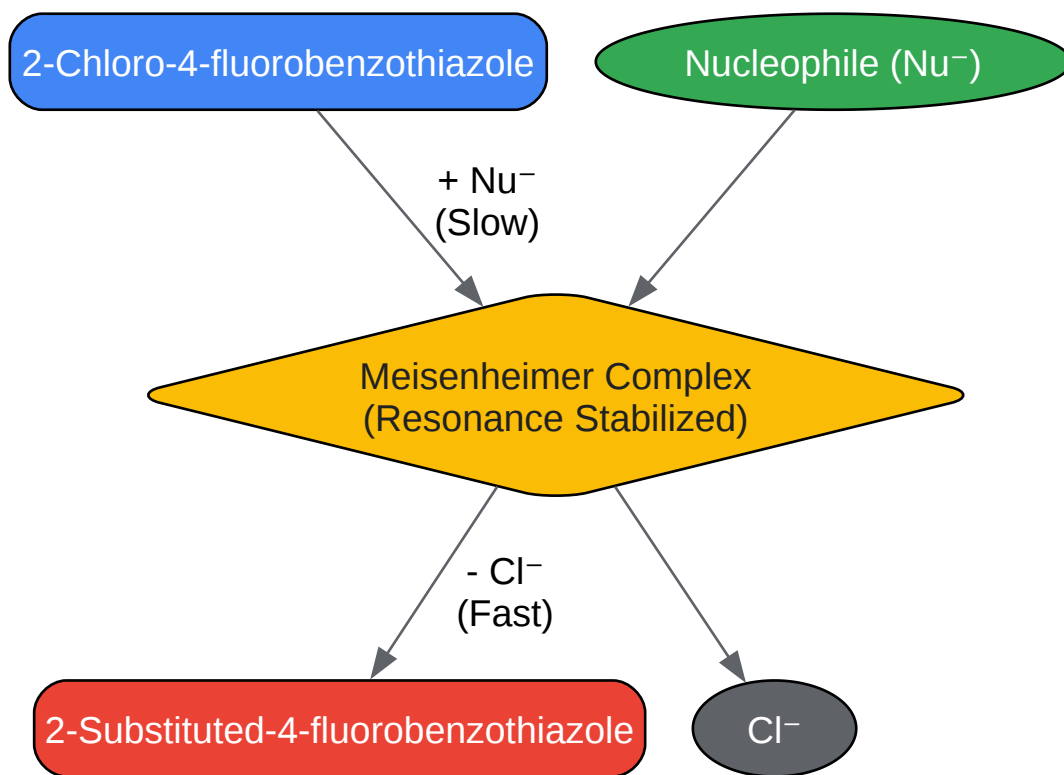 2-Chloro-4-fluorobenzothiazole
Nucleophile (Nu⁻)
+ Nu⁻
(Slow)
Meisenheimer Complex
(Resonance Stabilized)
- Cl⁻
(Fast)
2-Substituted-4-fluorobenzothiazole
Cl⁻